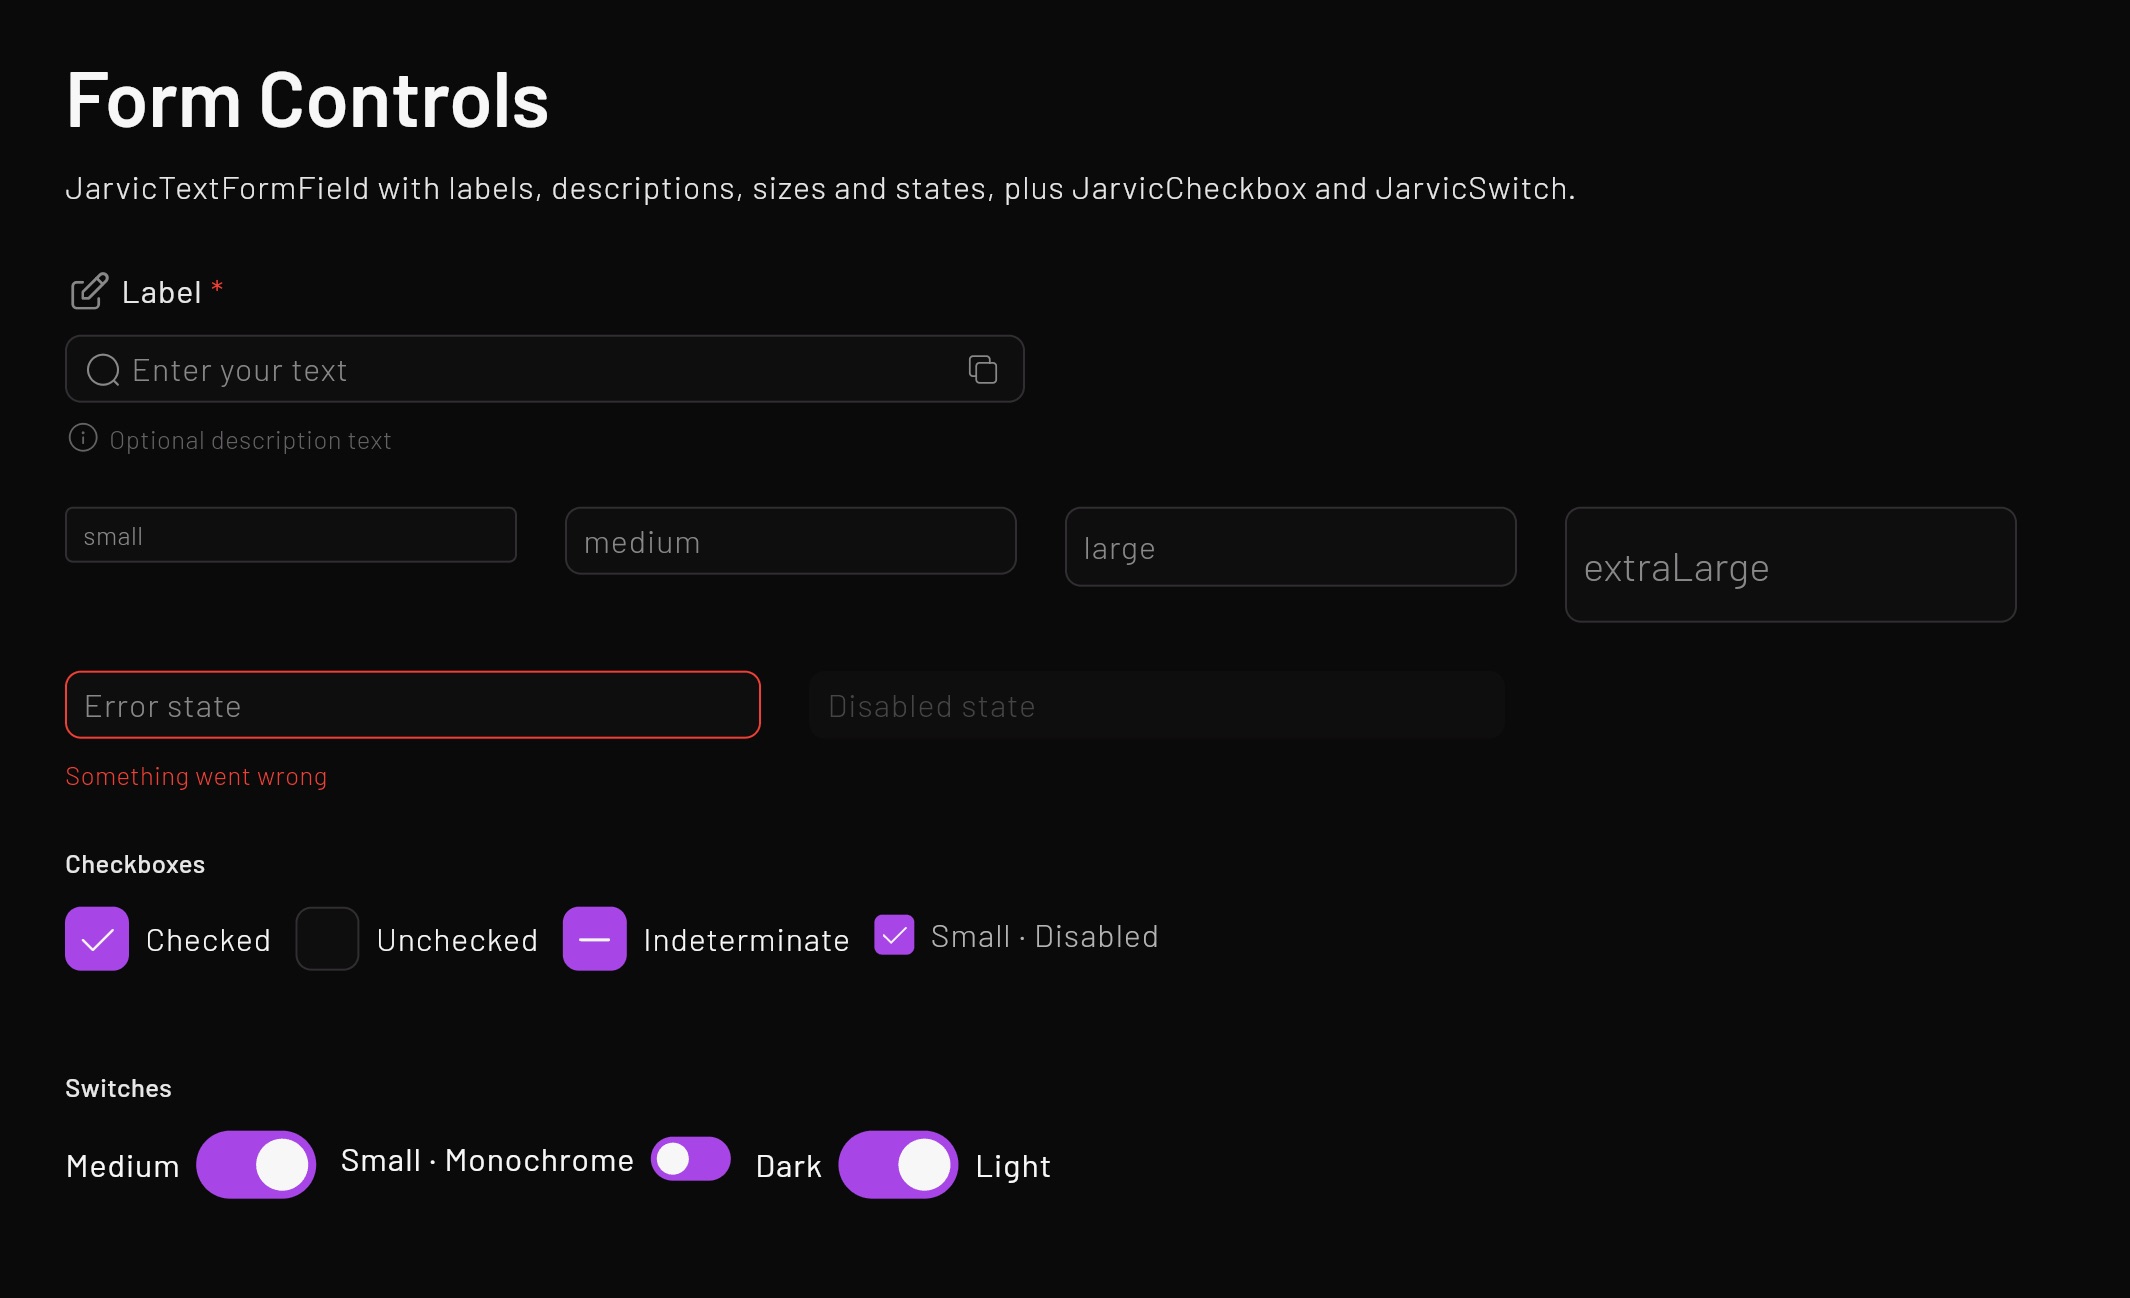 Form Controls
JarvicTextFormField with labels, descriptions, sizes and states, plus JarvicCheckbox and JarvicSwitch.
Label *
Enter your text
Optional description text
small medium large extraLarge
Error state Disabled state
Something went wrong
Checkboxes
Checked Unchecked Indeterminate Small · Disabled
Switches
Medium Small · Monochrome Dark Light